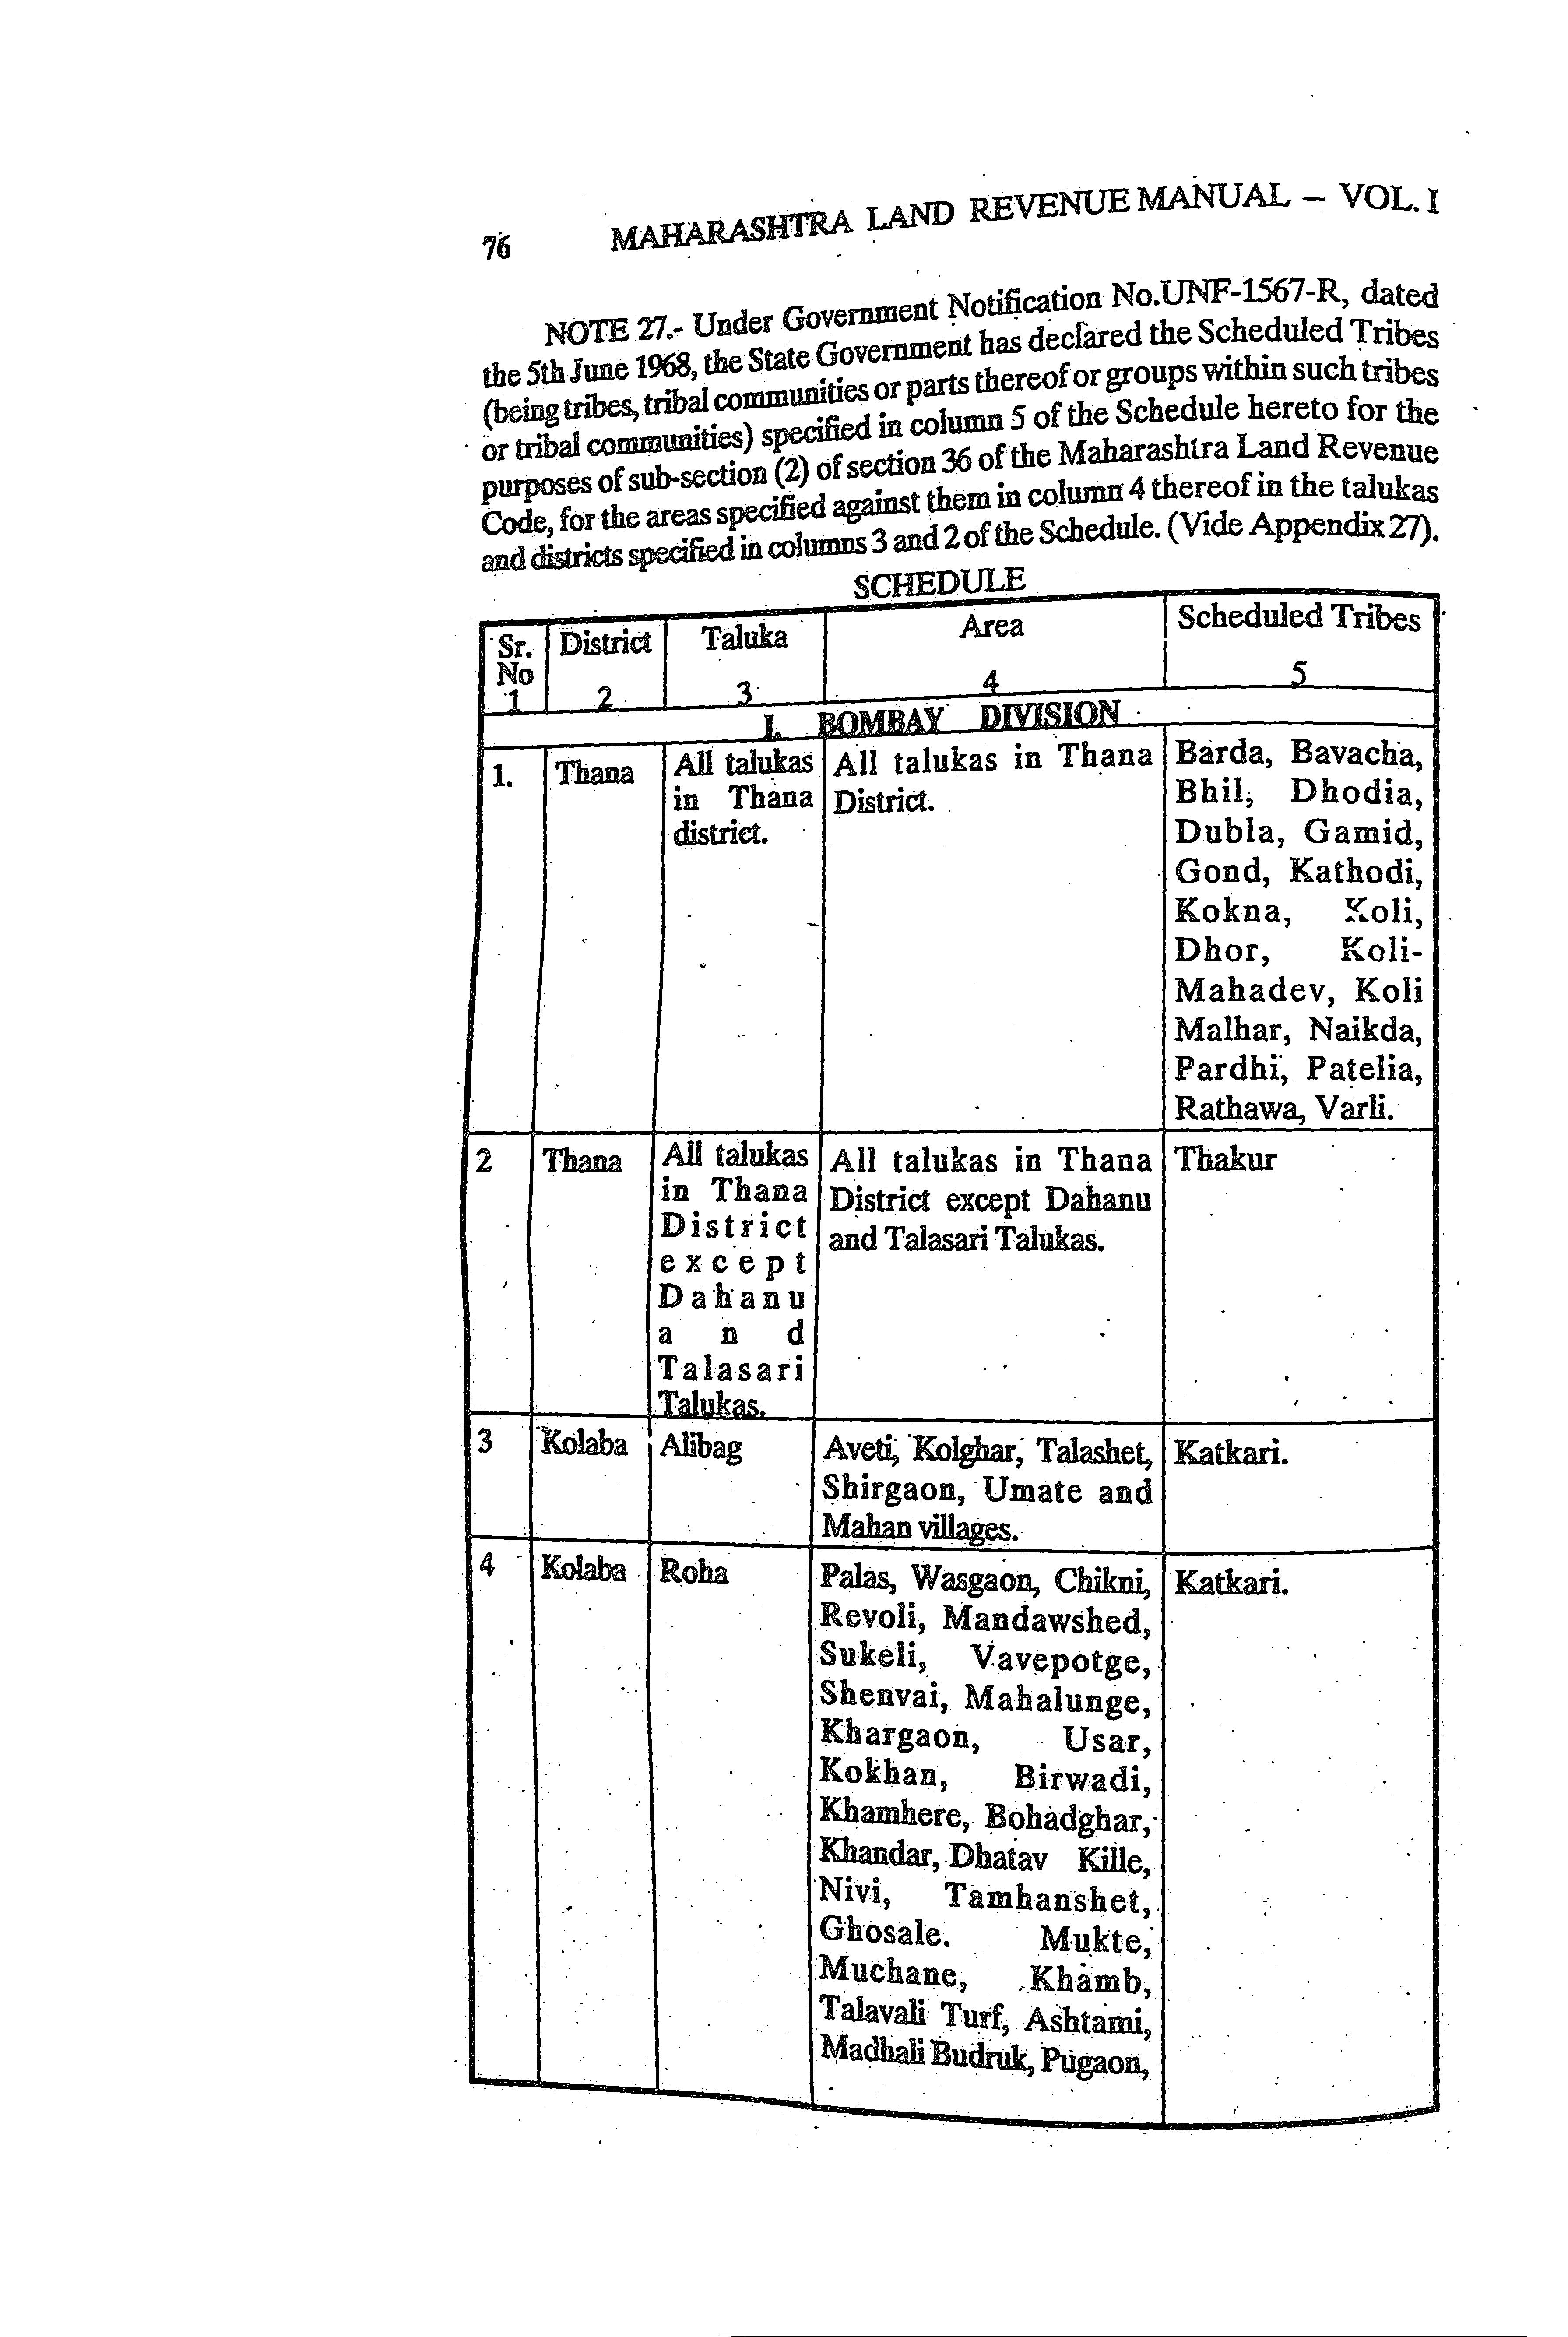 76 MAHARASHTRA LAND REVENUE MANUAL – VOL. I
NOTE 27.- Under Government Notification No.UNF-1567-R, dated
the 5th June 1968, the State Government has declared the Scheduled Tribes
(being tribes, tribal communities or parts thereof or groups within such tribes
or tribal communities) specified in column 5 of the Schedule hereto for the
purposes of sub-section (2) of section 36 of the Maharashtra Land Revenue
Code, for the areas specified against them in column 4 thereof in the talukas
and districts specified in columns 3 and 2 of the Schedule. (Vide Appendix 27).
SCHEDULE
Sr. No
District
Taluka
Area
Scheduled Tribes
1 2 3 4 5
I. BOMBAY DIVISION
1.
Thana
All talukas
in Thana
district.
All talukas in Thana
District.
Barda, Bavacha,
Bhil, Dhodia,
Dubla, Gamid,
Gond, Kathodi,
Kokna, Koli,
Dhor, Koli-
Mahadev, Koli
Malhar, Naikda,
Pardhi, Patelia,
Rathawa, Varli.
2
Thana
All talukas
in Thana
District
except
Dahanu
and
Talasari
Talukas.
All talukas in Thana
District except Dahanu
and Talasari Talukas.
Thakur
3
Kolaba
Alibag
Aveti, Kolghar, Talashet,
Shirgaon, Umate and
Mahan villages.
Katkari.
4
Kolaba
Roha
Palas, Wasgaon, Chikni,
Revoli, Mandawshed,
Sukeli, Vavepotge,
Shenvai, Mahalunge,
Khargaon, Usar,
Kokhan, Birwadi,
Khamhere, Bohadghar,
Khandar, Dhatav Kille,
Nivi, Tamhanshet,
Ghosale. Mukte,
Muchane, Khamb,
Talavali Turf, Ashtami,
Madhali Budruk, Pugaon,
Katkari.